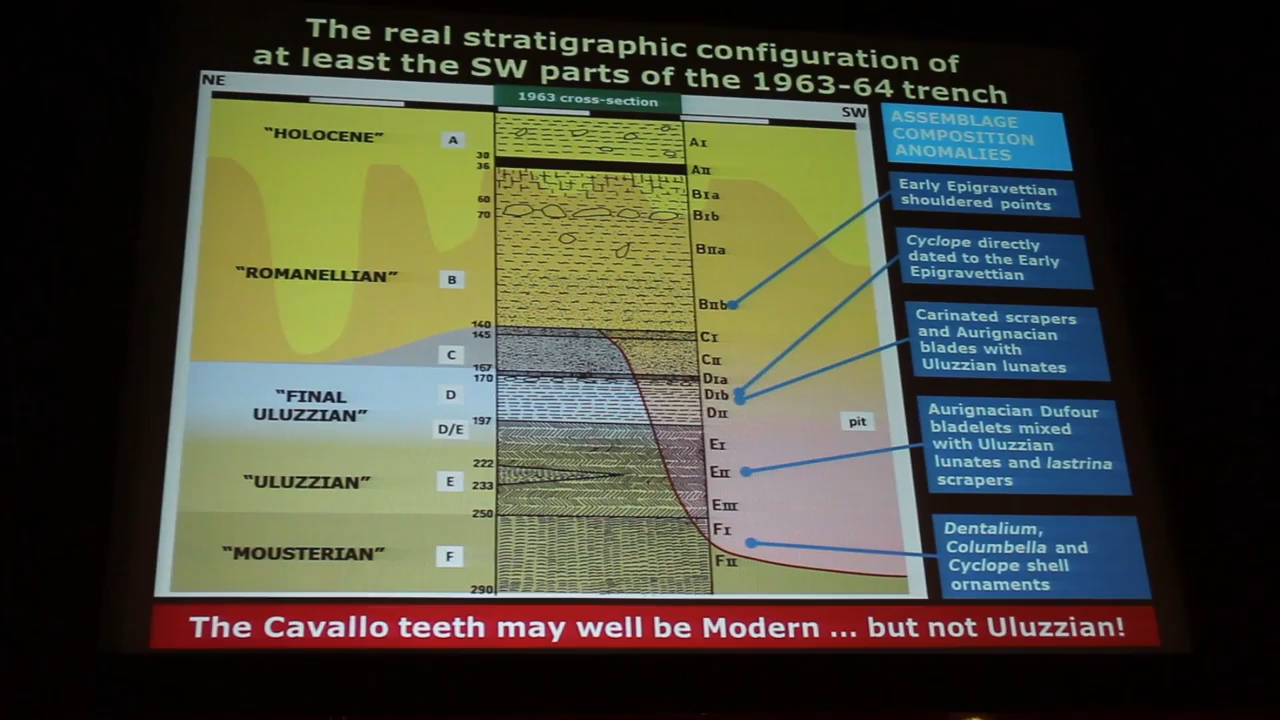 The real stratigraphic configuration of
at least the SW parts of the 1963-64 trench
NE
1963 cross-section
SW
"HOLOCENE"
A
"ROMANELLIAN"
B
C
"FINAL
ULUZZIAN"
D
D/E
"ULUZZIAN"
E
"MOUSTERIAN"
F
30
36
60
70
140
145
167
170
197
222
233
250
290
AI
AII
BIa
BIb
BIIa
BIIb
CI
CII
DIa
DIb
DII
EI
EII
EIII
FI
FII
pit
ASSEMBLAGE
COMPOSITION
ANOMALIES
Early Epigravettian
shouldered points
Cyclope directly
dated to the Early
Epigravettian
Carinated scrapers
and Aurignacian
blades with
Uluzzian lunates
Aurignacian Dufour
bladelets mixed
with Uluzzian
lunates and lastrina
scrapers
Dentalium,
Columbella and
Cyclope shell
ornaments
The Cavallo teeth may well be Modern ... but not Uluzzian!